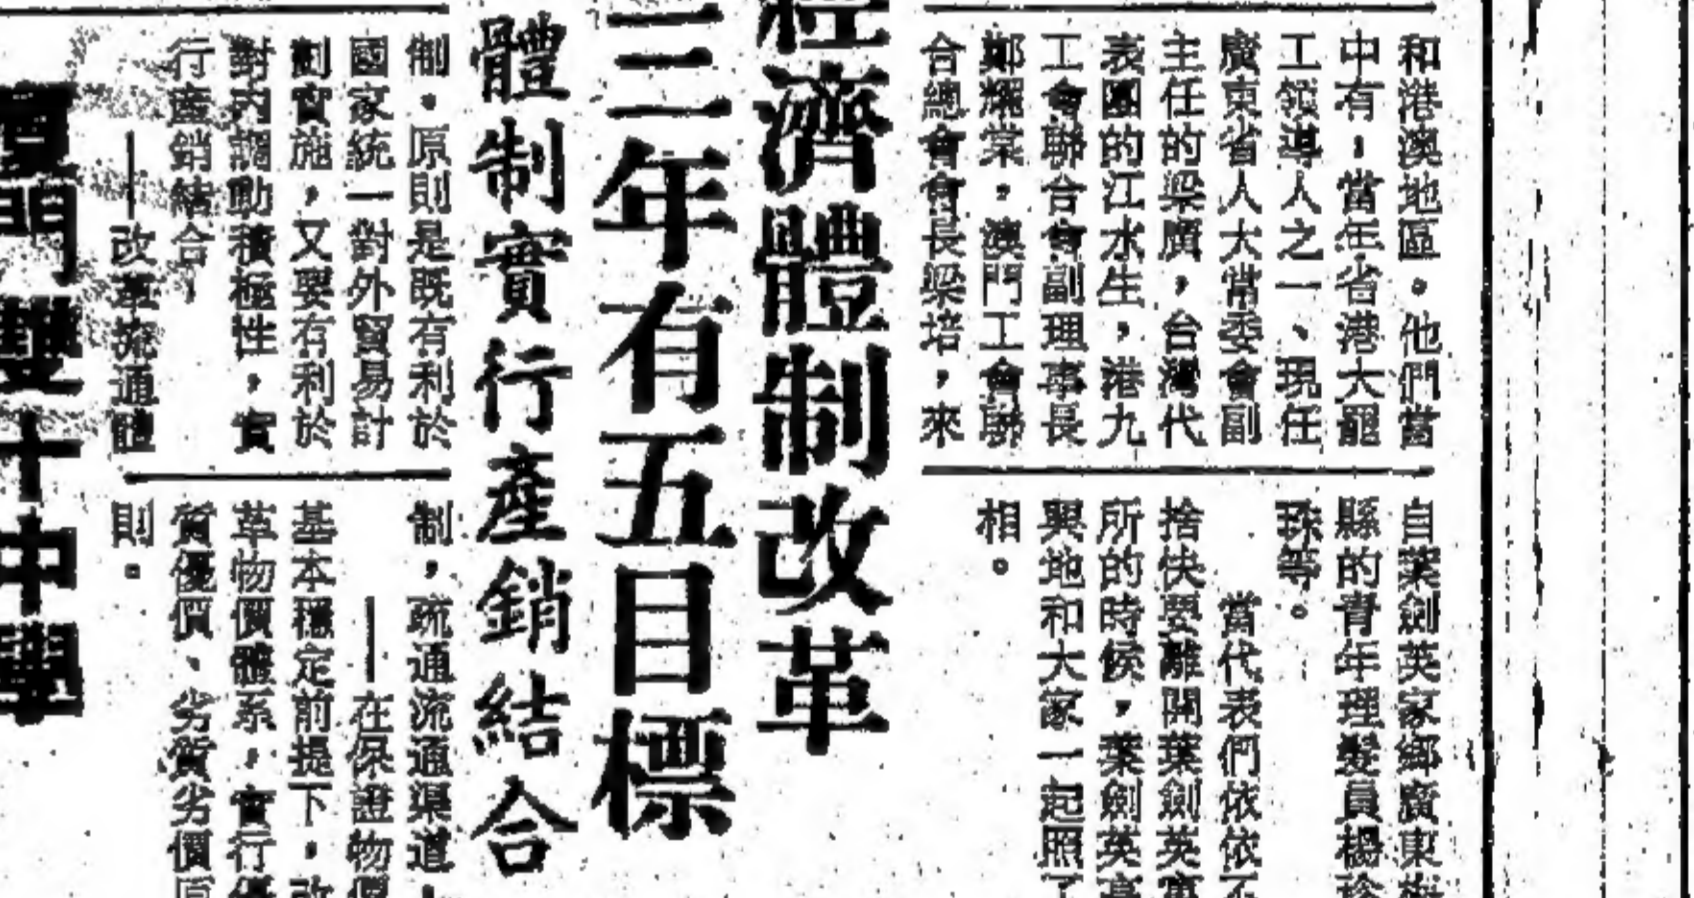 和港澳地區。他們當
中有，當年省港大罷
工領導人之一、現任
廣東省人大常委會副
主任的梁廣，台灣代
表團的江水生，港九
工會聯合會副理事長
鄭耀棠，澳門工會聯
合總會會長梁培，來
自葉劍英家鄉廣東
縣的青年理髮員楊
珠等。
當代表們依依不
捨快要離開葉劍英寓
所的時候，葉劍英高
興地和大家一起照了
相。
經濟體制改革
三年有五目標
體制實行產銷結合
制。原則是既有利於
國家統一對外貿易計
劃實施，又要有利於
對內調動積極性，實
行產銷結合，
——改革流通體
制，疏通流通渠道，
——在保證物價
基本穩定前提下，改
革物價體系，實行優
質優價、劣質劣價原
則。
廈門雙十中學